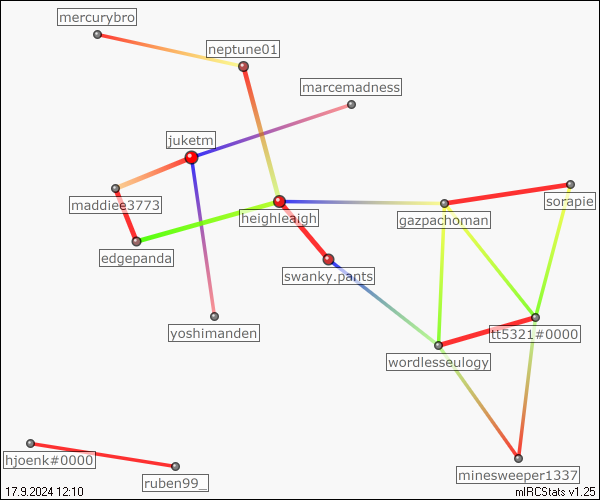 mercurybro
neptune01
marcemadness
juketm
maddiee3773
sorapie
heighleaigh
gazpachoman
edgepanda
swanky.pants
yoshimanden
tt5321#0000
wordlesseulogy
hjoenk#0000
minesweeper1337
ruben99_
17.9.2024 12:10
mIRCStats v1.25